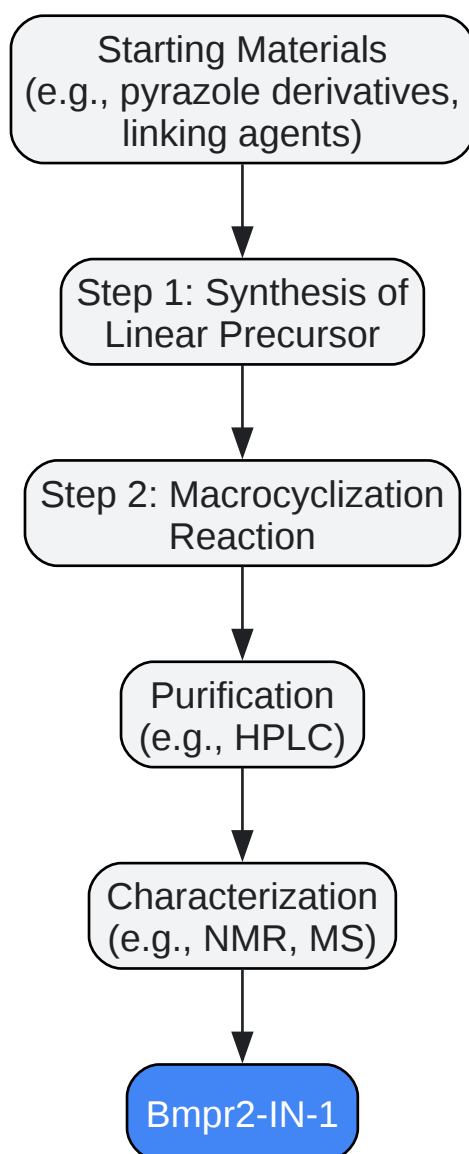 Starting Materials
(e.g., pyrazole derivatives,
linking agents)
Step 1: Synthesis of
Linear Precursor
Step 2: Macrocyclization
Reaction
Purification
(e.g., HPLC)
Characterization
(e.g., NMR, MS)
Bmpr2-IN-1